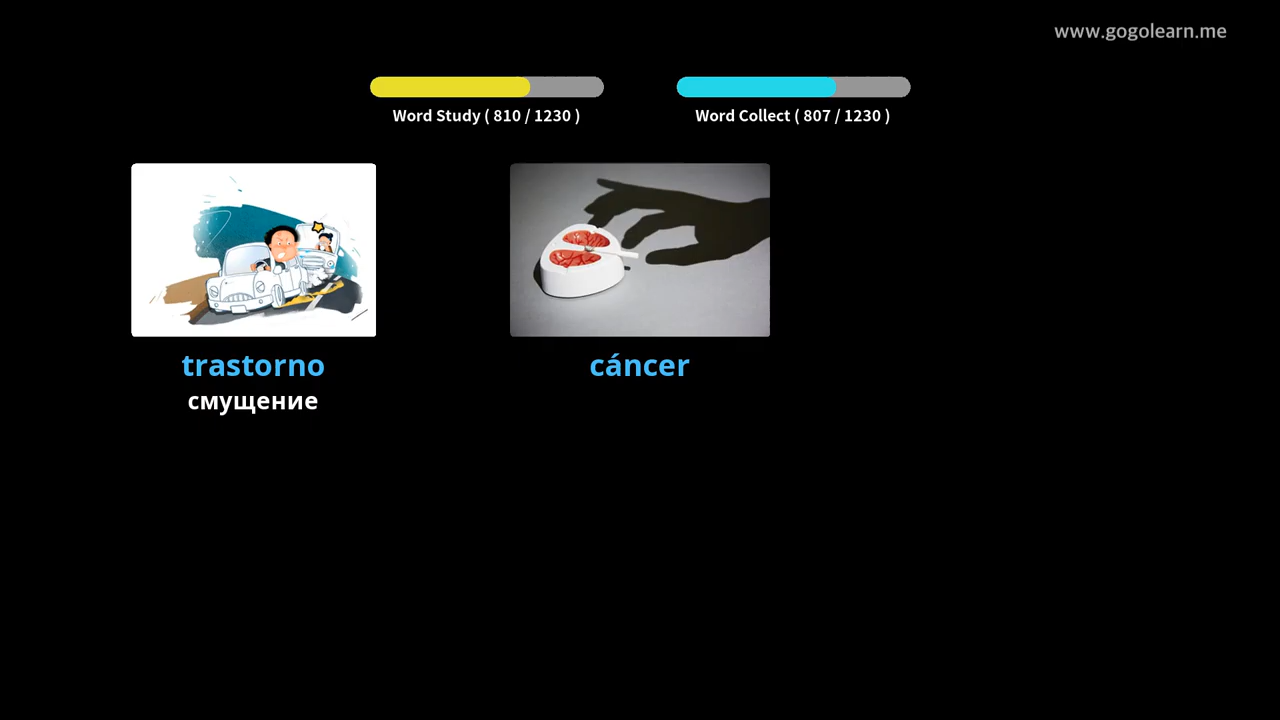 www.gogolearn.me
Word Study ( 810 / 1230 )
Word Collect ( 807 / 1230 )
trastorno
смущение
cáncer